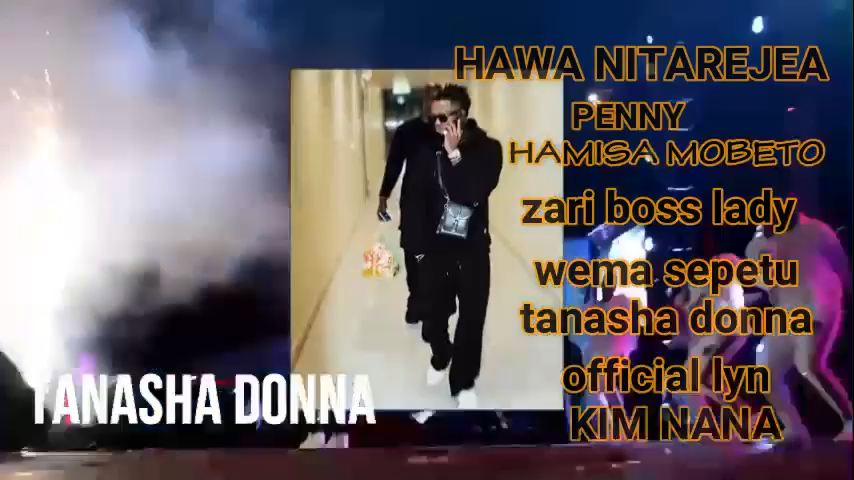 HAWA NITAREJEA
PENNY
HAMISA MOBETO
zari boss lady
wema sepetu
tanasha donna
official lyn
KIM NANA
TANASHA DONNA